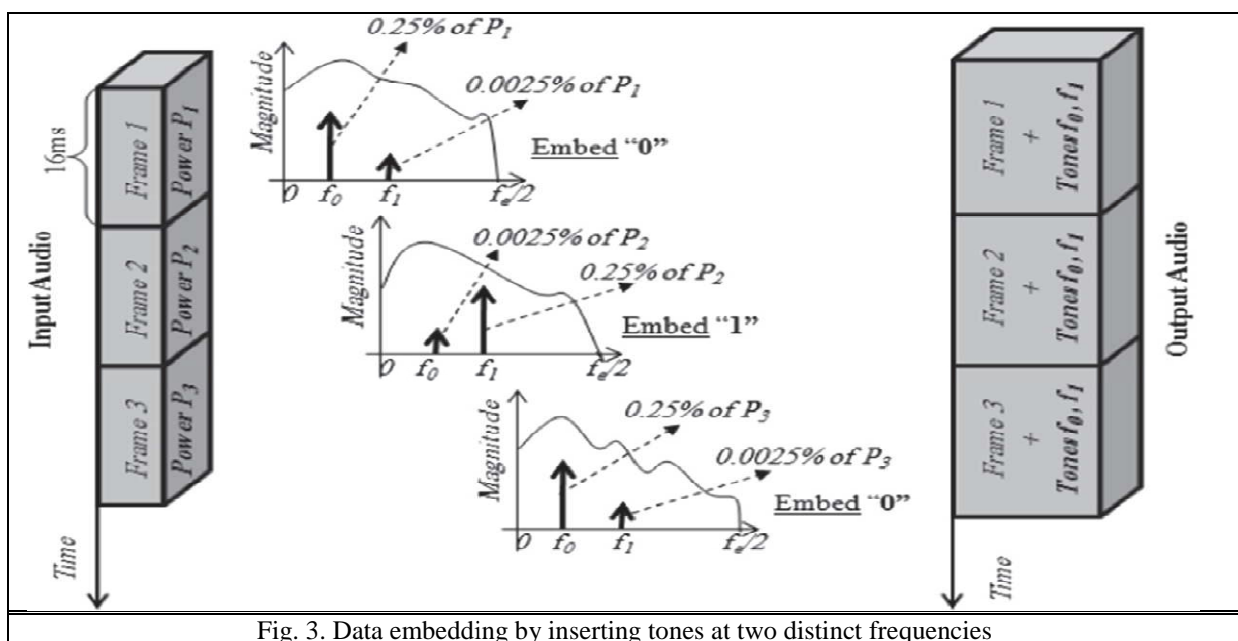 Input Audio
16ms
Frame 1
Power P₁
Frame 2
Power P₂
Frame 3
Power P₃
Time
Magnitude
0.25% of P₁
0.0025% of P₁
Embed “0”
0
f₀
f₁
fₑ/2
Magnitude
0.0025% of P₂
0.25% of P₂
Embed “1”
0
f₀
f₁
fₑ/2
Magnitude
0.25% of P₃
0.0025% of P₃
Embed “0”
0
f₀
f₁
fₑ/2
Frame 1
+
Tones f₀, f₁
Frame 2
+
Tones f₀, f₁
Frame 3
+
Tones f₀, f₁
Output Audio
Time
Fig. 3. Data embedding by inserting tones at two distinct frequencies